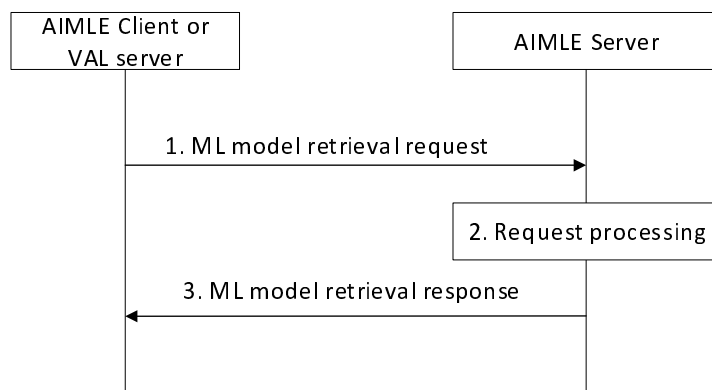 AIMLE Client or
VAL server
AIMLE Server
1. ML model retrieval request
2. Request processing
3. ML model retrieval response